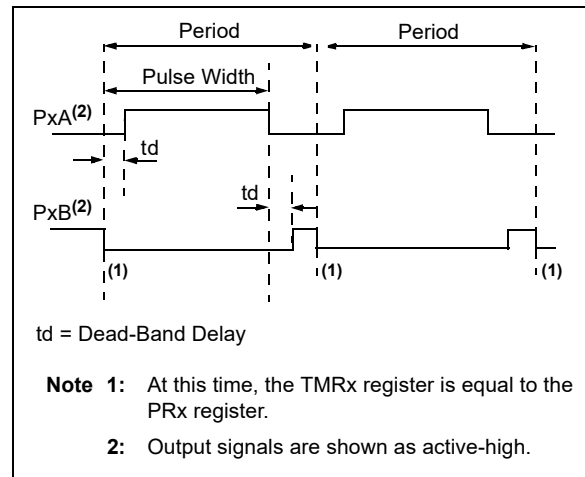 Period Period
Pulse Width
PxA(2)
td
td
PxB(2)
(1) (1) (1)
td = Dead-Band Delay
Note 1: At this time, the TMRx register is equal to the
PRx register.
2: Output signals are shown as active-high.